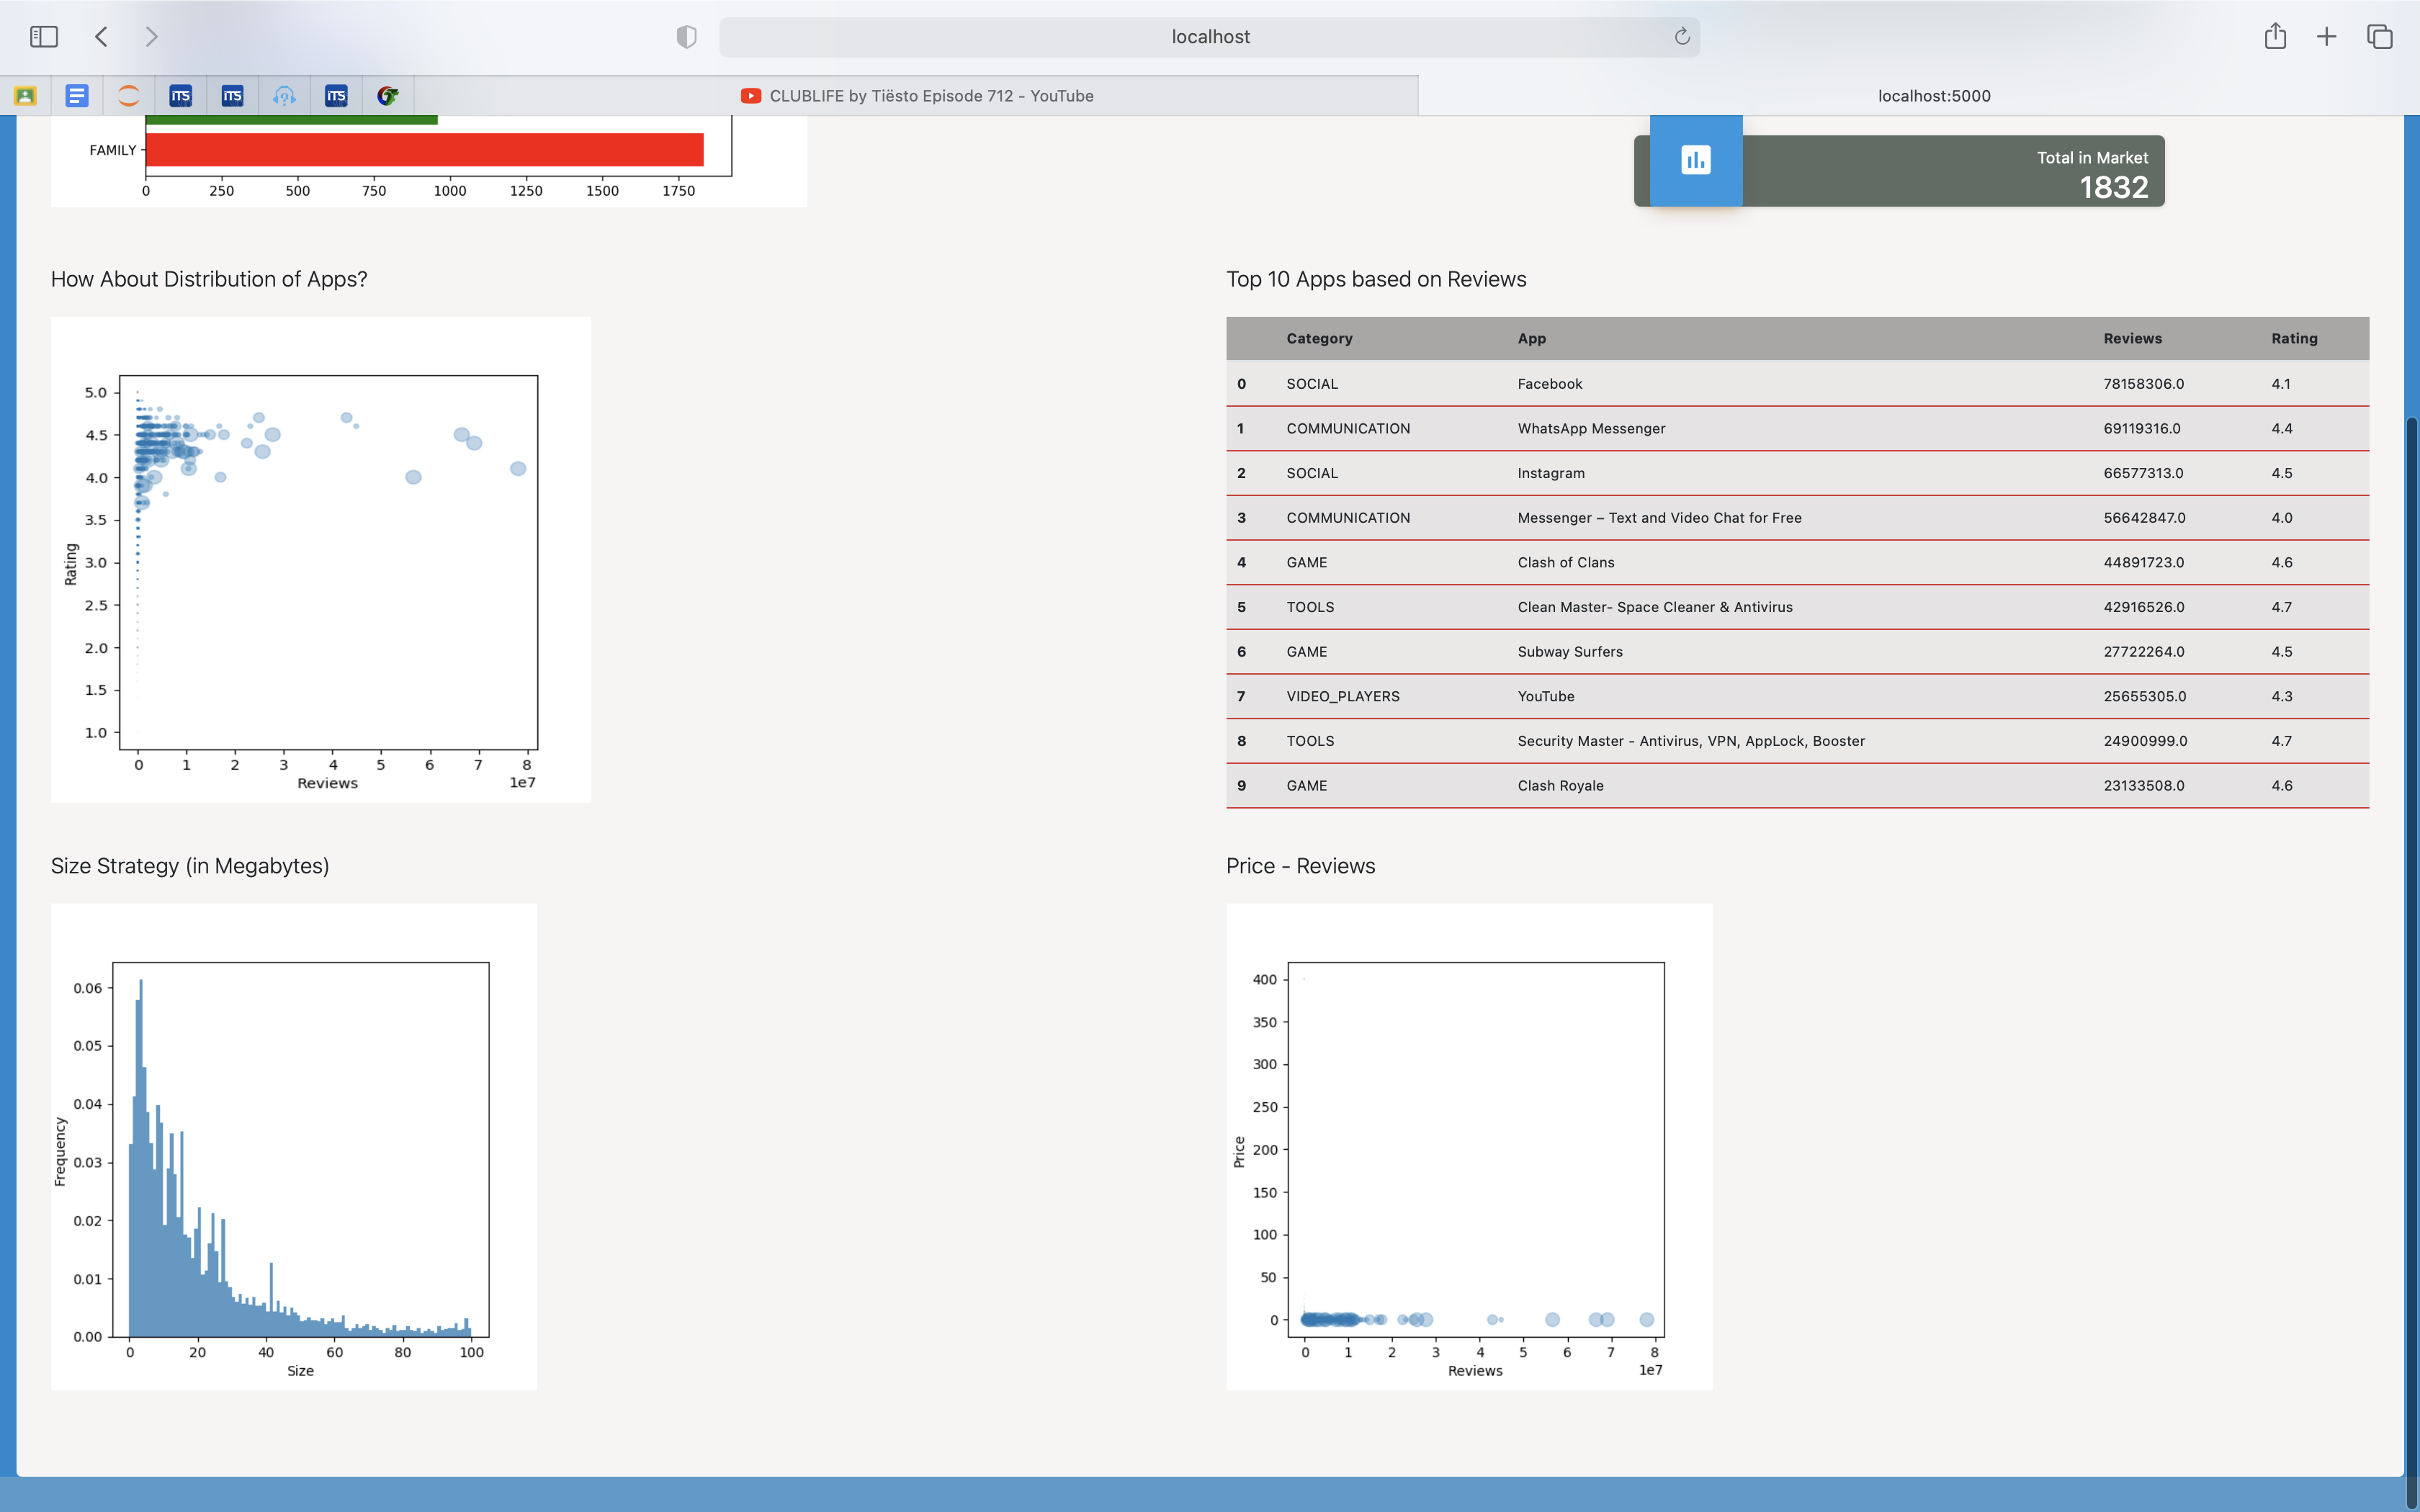 localhost
iTS
iTS
iTS
CLUBLIFE by Tiësto Episode 712 - YouTube
localhost:5000
FAMILY
0 250 500 750 1000 1250 1500 1750
Total in Market
1832
How About Distribution of Apps?
5.0
4.5
4.0
3.5
3.0
2.5
2.0
1.5
1.0
Rating
0 1 2 3 4 5 6 7 8
Reviews
1e7
Top 10 Apps based on Reviews
Category App Reviews Rating
0 SOCIAL Facebook 78158306.0 4.1
1 COMMUNICATION WhatsApp Messenger 69119316.0 4.4
2 SOCIAL Instagram 66577313.0 4.5
3 COMMUNICATION Messenger – Text and Video Chat for Free 56642847.0 4.0
4 GAME Clash of Clans 44891723.0 4.6
5 TOOLS Clean Master- Space Cleaner & Antivirus 42916526.0 4.7
6 GAME Subway Surfers 27722264.0 4.5
7 VIDEO_PLAYERS YouTube 25655305.0 4.3
8 TOOLS Security Master - Antivirus, VPN, AppLock, Booster 24900999.0 4.7
9 GAME Clash Royale 23133508.0 4.6
Size Strategy (in Megabytes)
0.06
0.05
0.04
0.03
0.02
0.01
0.00
Frequency
0 20 40 60 80 100
Size
Price - Reviews
400
350
300
250
200
150
100
50
0
Price
0 1 2 3 4 5 6 7 8
Reviews
1e7